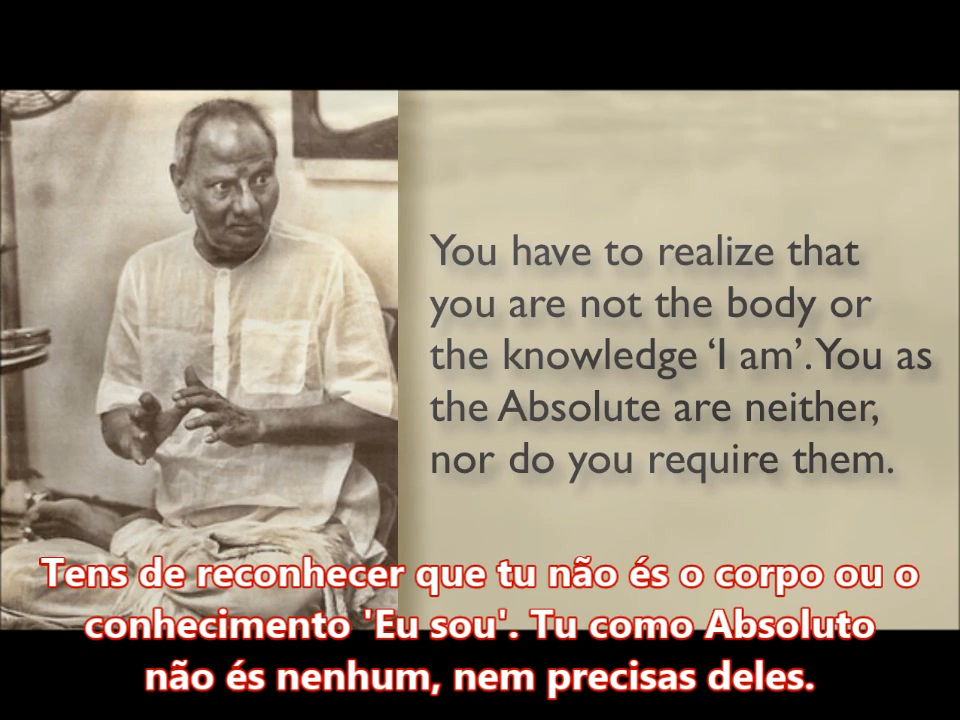 You have to realize that
you are not the body or
the knowledge ‘I am’. You as
the Absolute are neither,
nor do you require them.
Tens de reconhecer que tu não és o corpo ou o
conhecimento 'Eu sou'. Tu como Absoluto
não és nenhum, nem precisas deles.